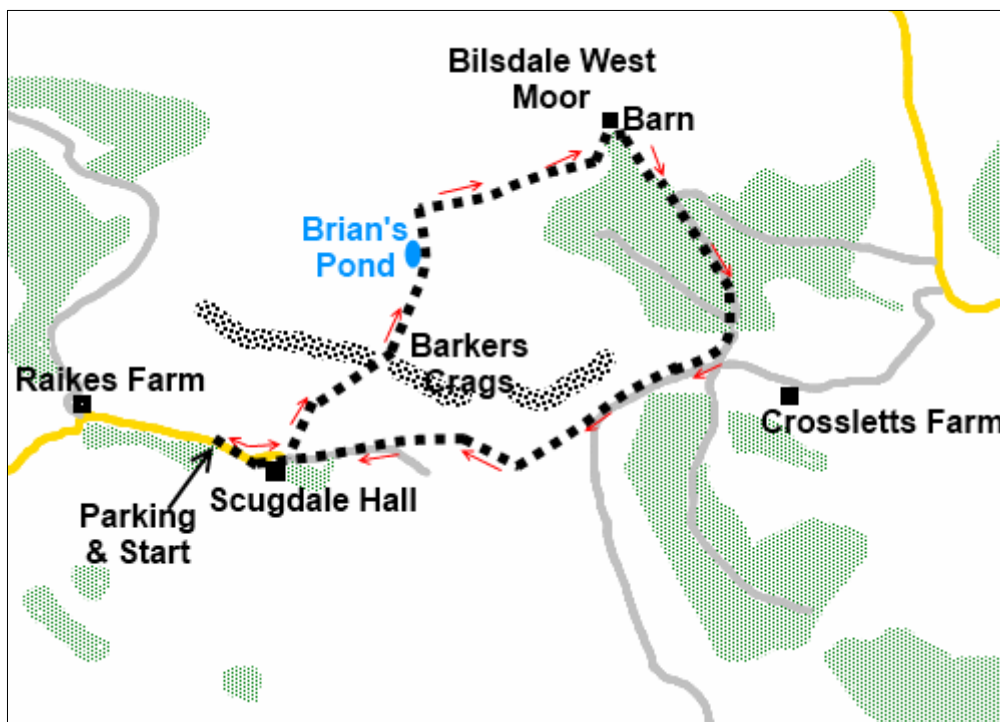 Bilsdale West
Moor
Barn
Brian's
Pond
Barkers
Crags
Raikes Farm
Crossletts Farm
Scugdale Hall
Parking
& Start